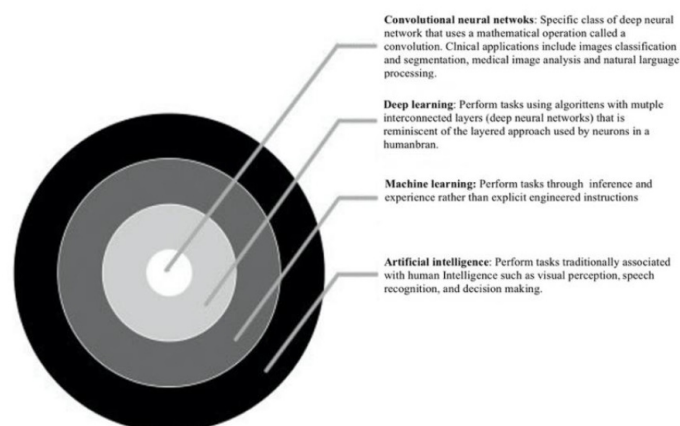 Convolutional neural netwoks: Specific class of deep neural
network that uses a mathematical operation called a
convolution. Clnical applications include images classification
and segmentation, medical image analysis and natural larguage
processing.
Deep learning: Perform tasks using algorittens with mutple
interconnected layers (deep neural networks) that is
reminiscent of the layered approach used by neurons in a
humanbran.
Machine learning: Perform tasks through inference and
experience rather than explicit engineered instructions
Artificial intelligence: Perform tasks traditionally associated
with human Intelligence such as visual perception, speech
recognition, and decision making.